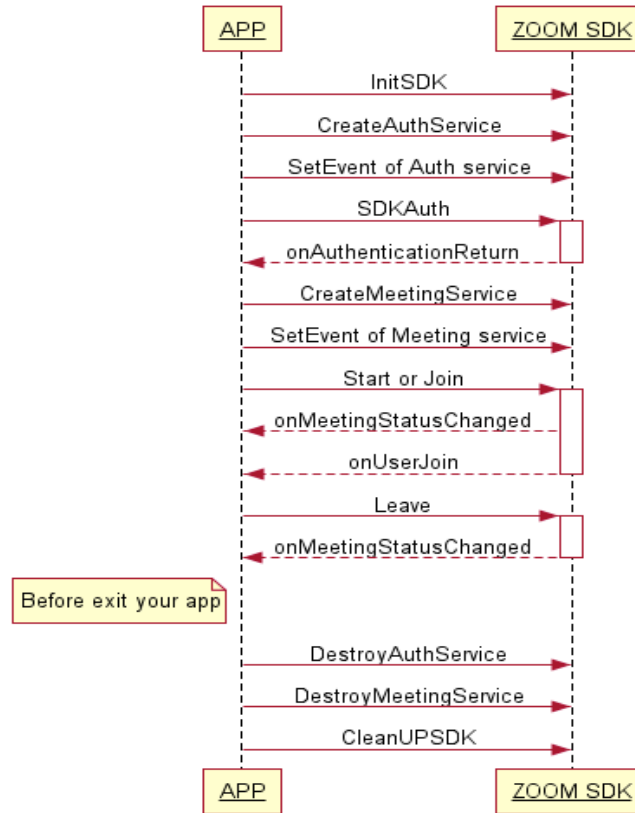 APP
ZOOM SDK
InitSDK
CreateAuthService
SetEvent of Auth service
SDKAuth
onAuthenticationReturn
CreateMeetingService
SetEvent of Meeting service
Start or Join
onMeetingStatusChanged
onUserJoin
Leave
onMeetingStatusChanged
Before exit your app
DestroyAuthService
DestroyMeetingService
CleanUPSDK
APP
ZOOM SDK